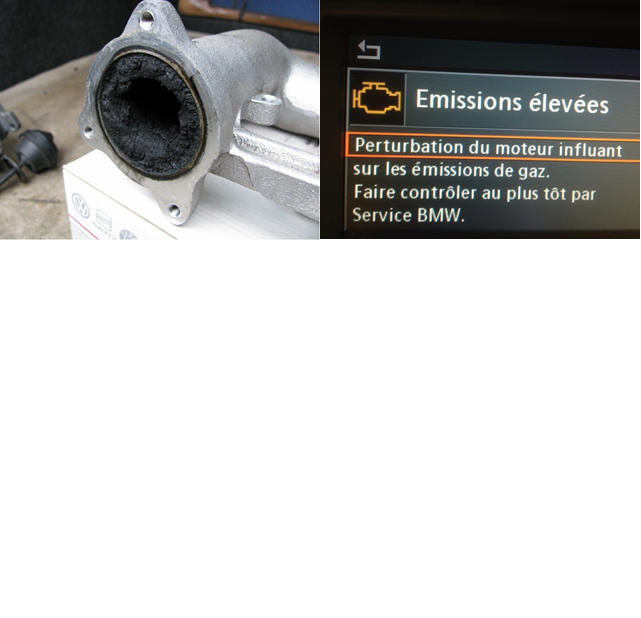 Emissions élevées
Perturbation du moteur influant
sur les émissions de gaz.
Faire contrôler au plus tôt par
Service BMW.